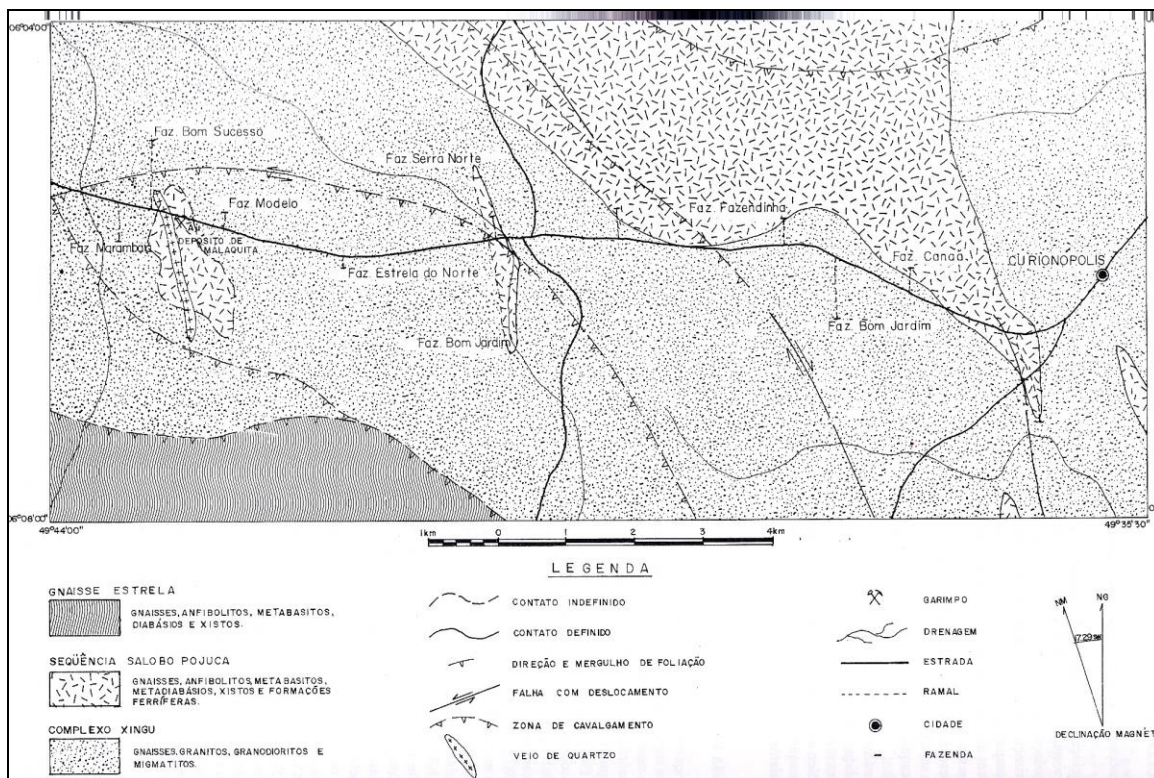 06°04'00"
Faz. Bom Sucesso
Faz. Serra Norte
Faz. Modelo
Faz. Fazendinha
Faz. Marambaia
DEPÓSITO DE
MALAQUITA
Faz. Canaã
CURIONOPOLIS
Faz. Estrela do Norte
Faz. Bom Jardim
Faz. Bom Jardim
06°08'00"
49°44'00"
49°35'30"
1km 0 1 2 3 4km
LEGENDA
GNAISSE ESTRELA
GNAISSES, ANFIBOLITOS, METABASITOS,
DIABÁSIOS E XISTOS.
SEQÜÊNCIA SALOBO POJUCA
GNAISSES, ANFIBOLITOS, METABASITOS,
METADIABÁSIOS, XISTOS E FORMAÇÕES
FERRÍFERAS.
COMPLEXO XINGU
GNAISSES, GRANITOS, GRANODIORITOS E
MIGMATITOS.
CONTATO INDEFINIDO
CONTATO DEFINIDO
DIREÇÃO E MERGULHO DE FOLIAÇÃO
FALHA COM DESLOCAMENTO
ZONA DE CAVALGAMENTO
VEIO DE QUARTZO
GARIMPO
DRENAGEM
ESTRADA
RAMAL
CIDADE
FAZENDA
NM NG
DECLINAÇÃO MAGNÉT